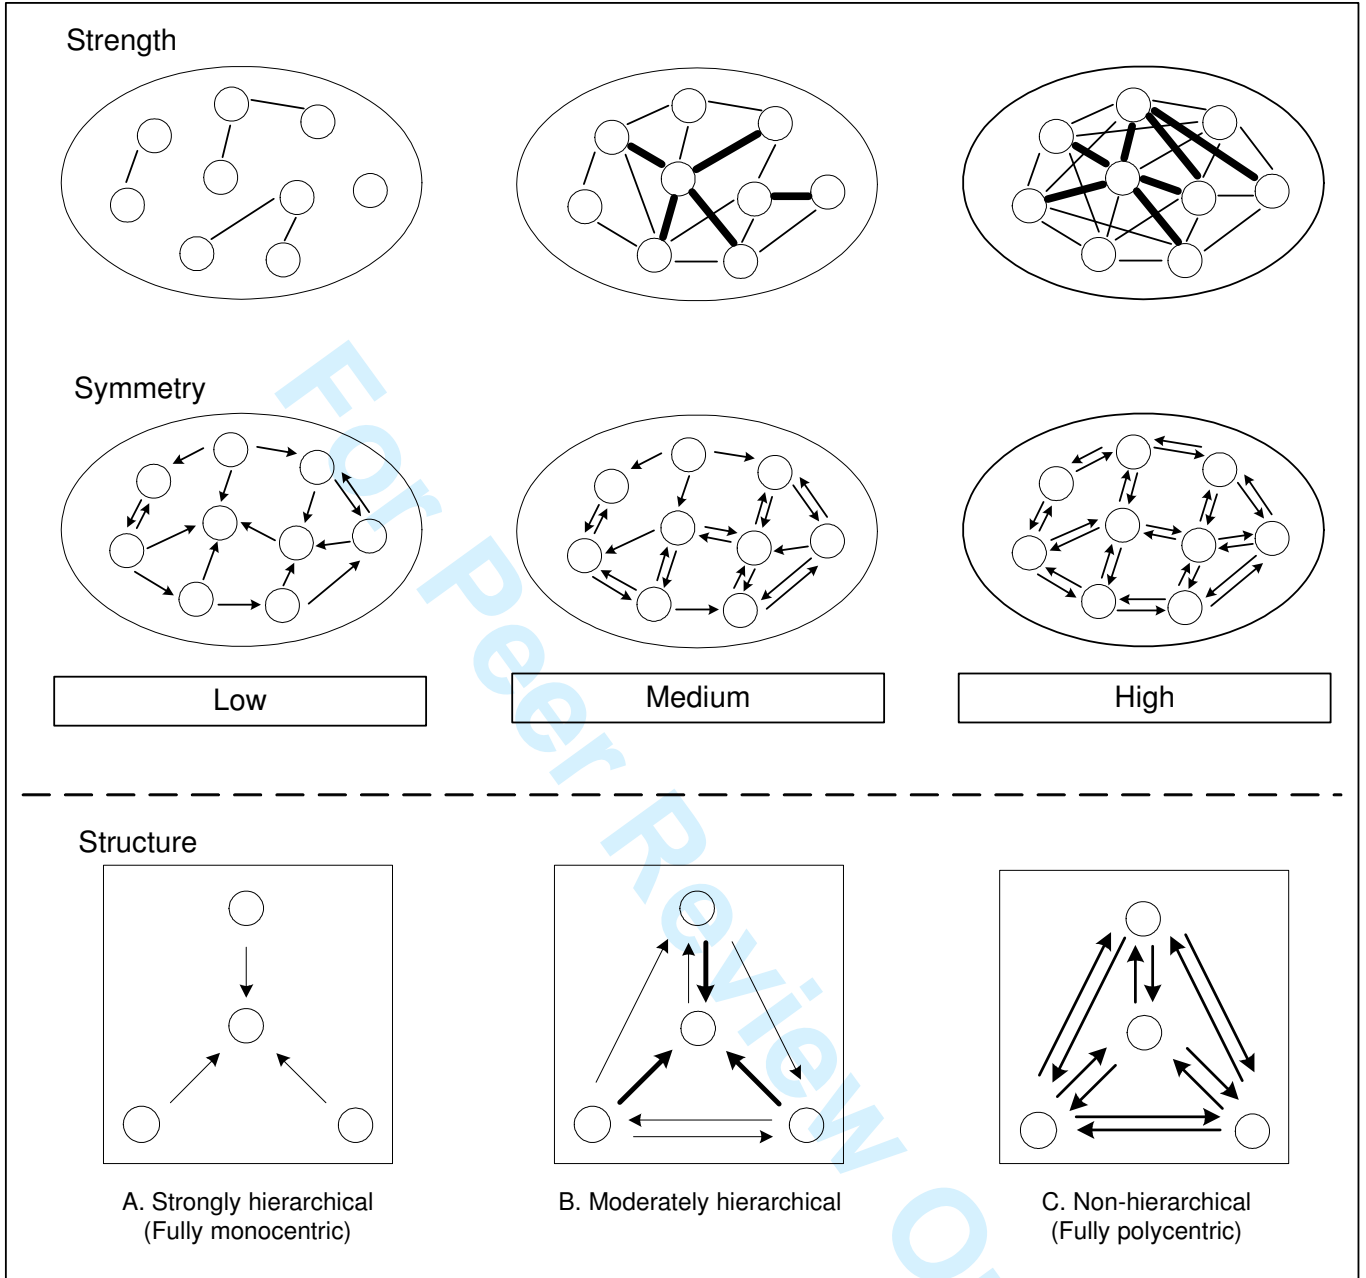 Strength
Symmetry
Low
Medium
High
Structure
A. Strongly hierarchical
(Fully monocentric)
B. Moderately hierarchical
C. Non-hierarchical
(Fully polycentric)
For Peer Review